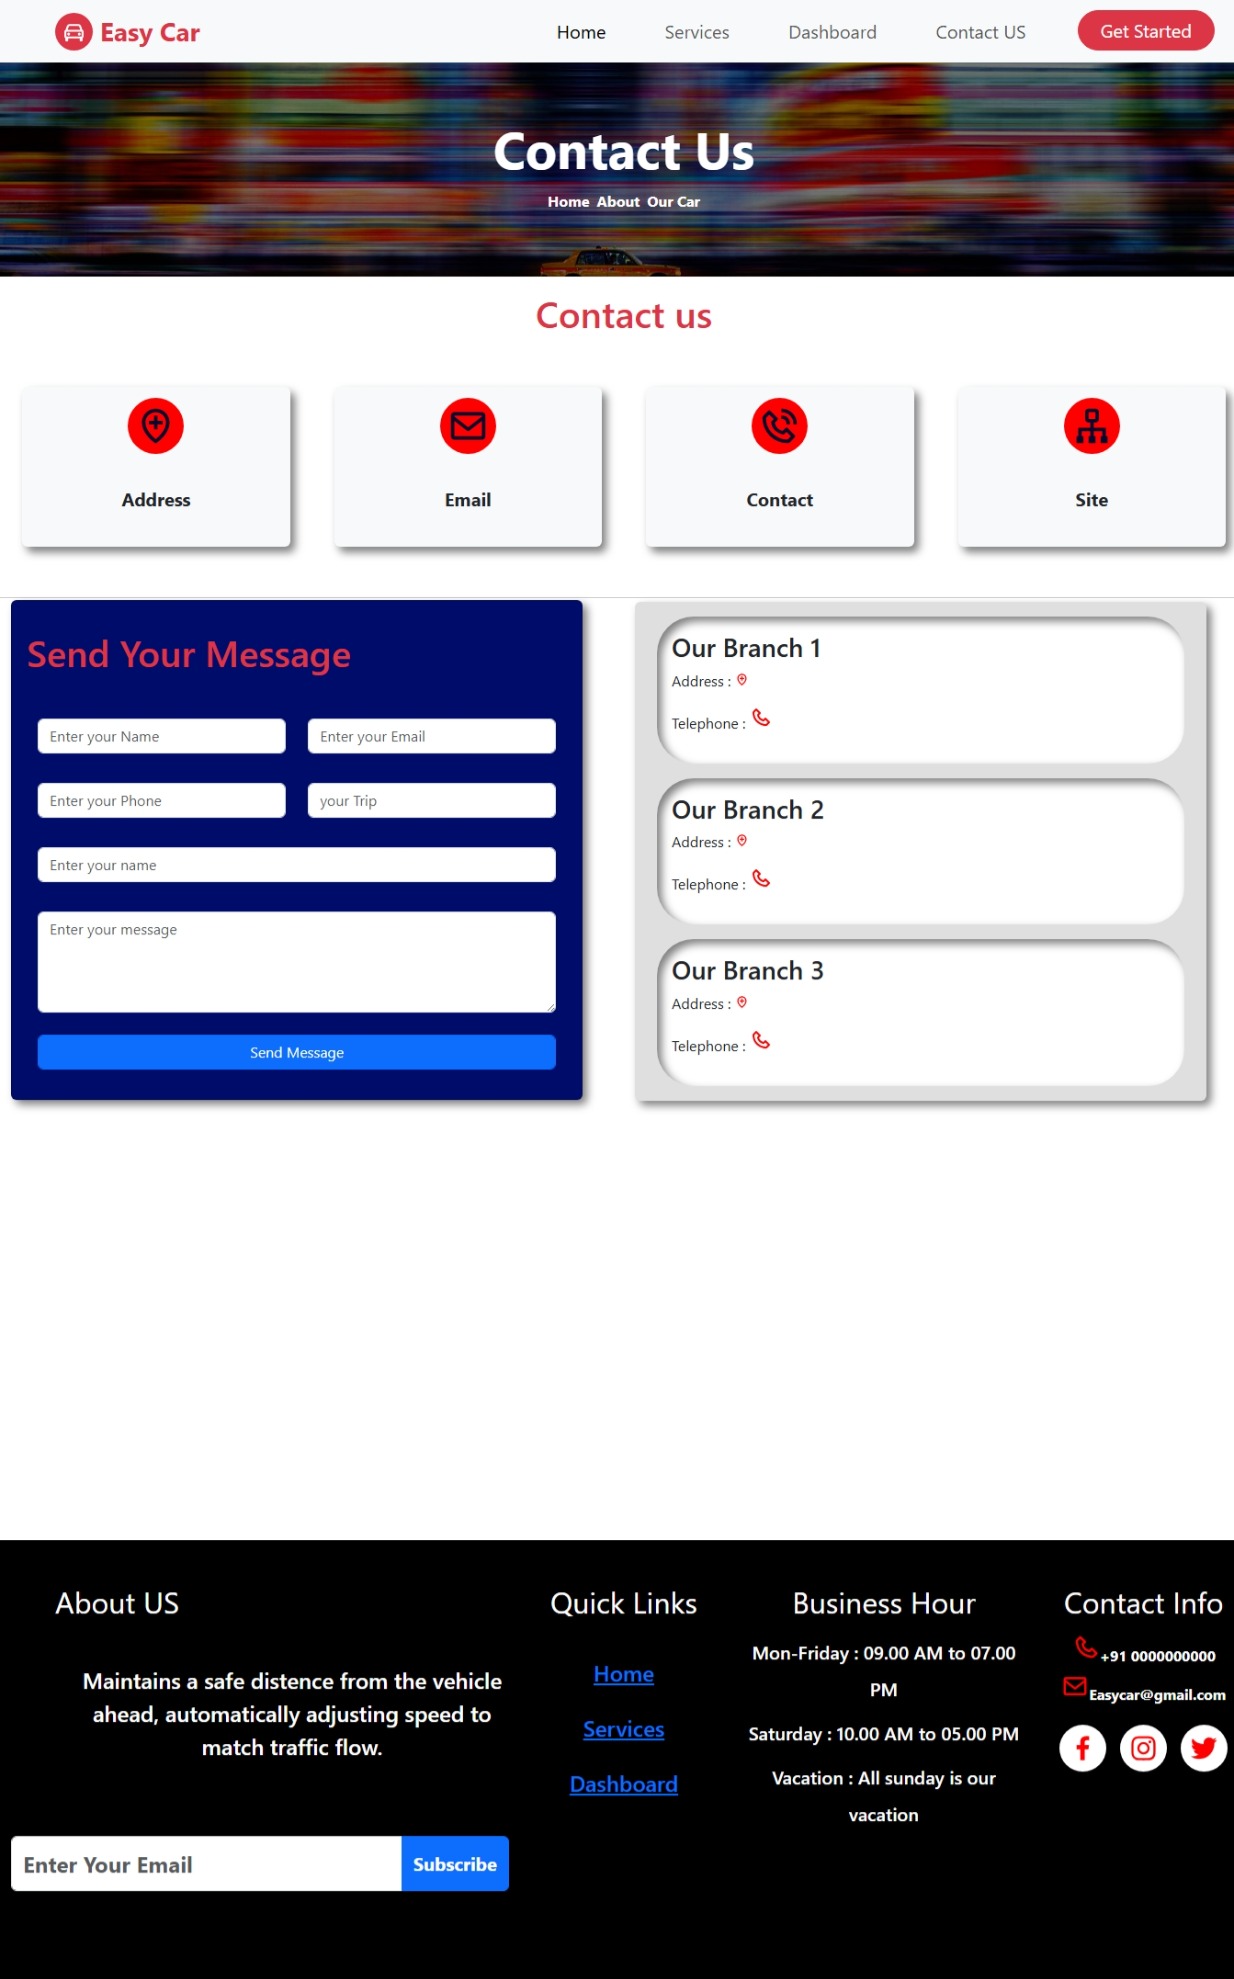 Easy Car
Home
Services
Dashboard
Contact US
Get Started
Contact Us
Home About Our Car
Contact us
Address
Email
Contact
Site
Send Your Message
Enter your Name
Enter your Email
Enter your Phone
your Trip
Enter your name
Enter your message
Send Message
Our Branch 1
Address :
Telephone :
Our Branch 2
Address :
Telephone :
Our Branch 3
Address :
Telephone :
About US
Maintains a safe distence from the vehicle
ahead, automatically adjusting speed to
match traffic flow.
Enter Your Email
Subscribe
Quick Links
Home
Services
Dashboard
Business Hour
Mon-Friday : 09.00 AM to 07.00
PM
Saturday : 10.00 AM to 05.00 PM
Vacation : All sunday is our
vacation
Contact Info
+91 0000000000
Easycar@gmail.com